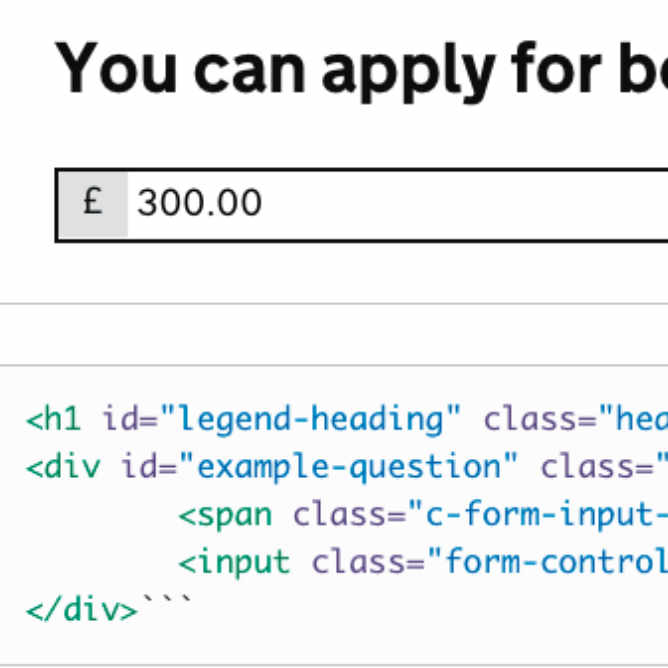 You can apply for
£ 300.00
<h1 id="legend-heading" class="hea
<div id="example-question" class="
<span class="c-form-input-
<input class="form-control
</div>```